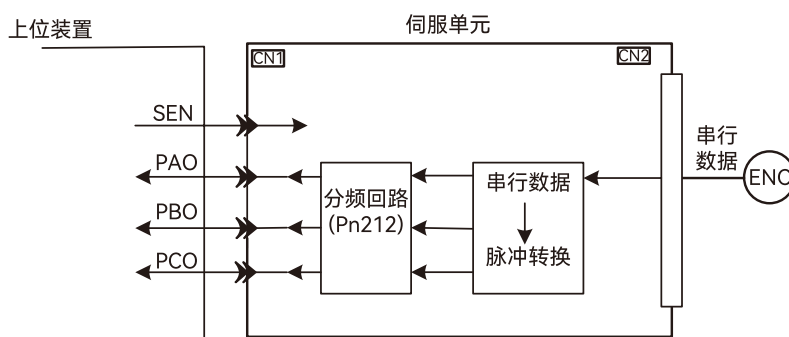 上位装置
伺服单元
CN1
CN2
SEN
PAO
PBO
PCO
分频回路
(Pn212)
串行数据
脉冲转换
串行
数据
ENC